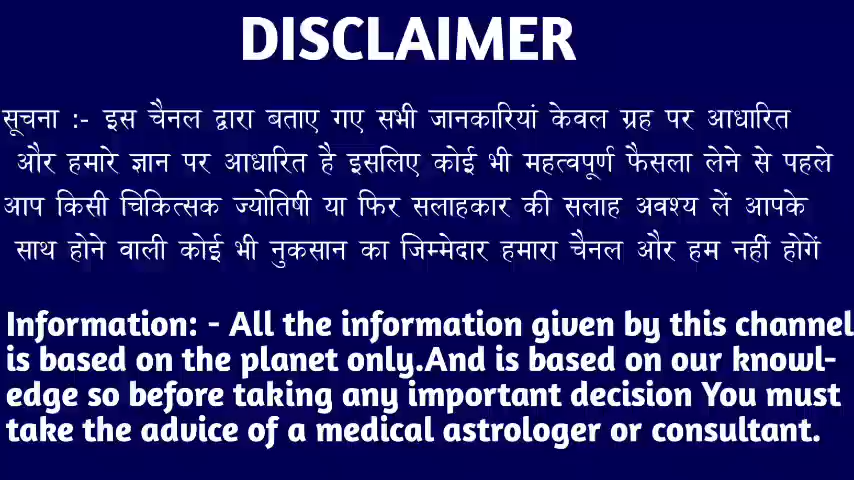 DISCLAIMER
सूचना :- इस चैनल द्वारा बताए गए सभी जानकारियां केवल ग्रह पर आधारित
और हमारे ज्ञान पर आधारित है इसलिए कोई भी महत्वपूर्ण फैसला लेने से पहले
आप किसी चिकित्सक ज्योतिषी या फिर सलाहकार की सलाह अवश्य लें आपके
साथ होने वाली कोई भी नुकसान का जिम्मेदार हमारा चैनल और हम नहीं होगें
Information: - All the information given by this channel
is based on the planet only.And is based on our knowl-
edge so before taking any important decision You must
take the advice of a medical astrologer or consultant.